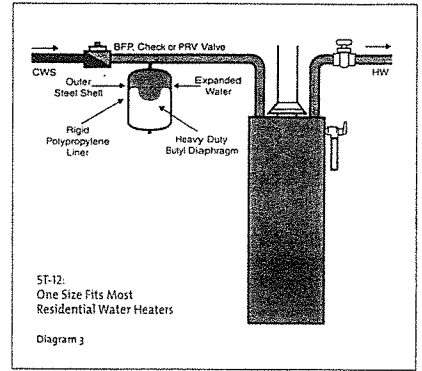 BFP, Check or PRV Valve
CWS
HW
Outer
Steel Shell
Expanded
Water
Rigid
Polypropylene
Liner
Heavy Duty
Butyl Diaphragm
ST-12:
One Size Fits Most
Residential Water Heaters
Diagram 3